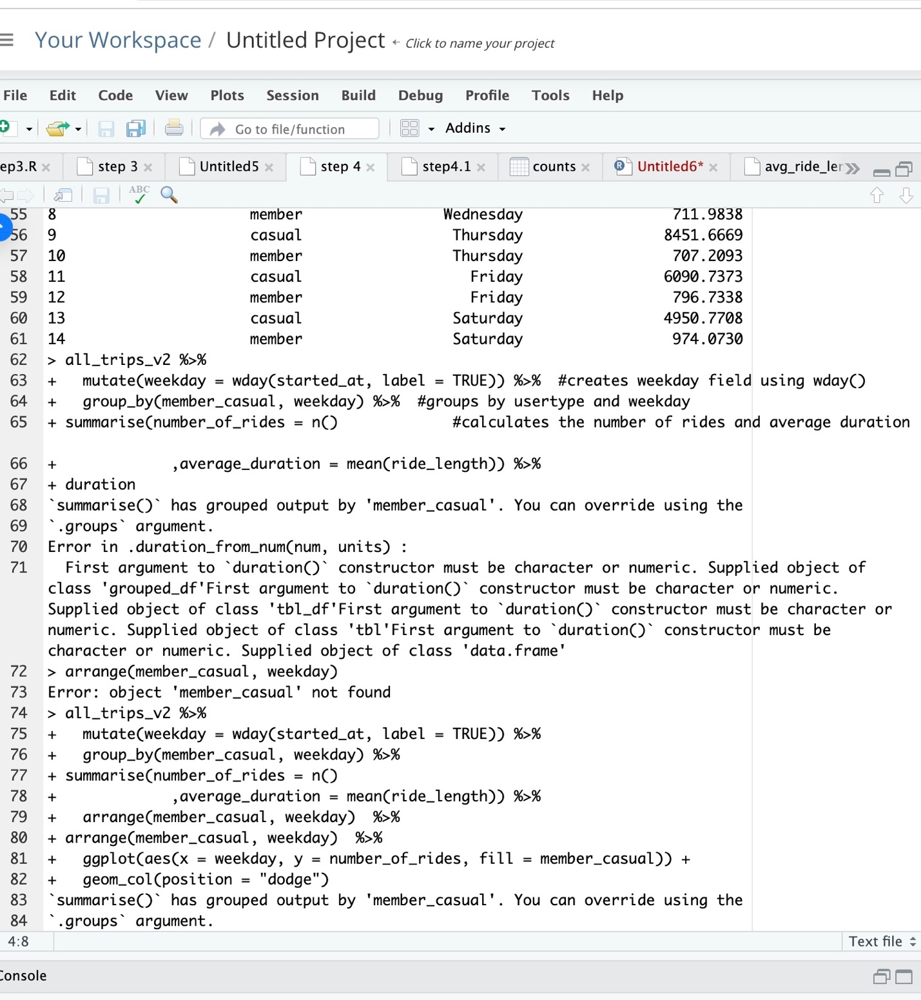 Your Workspace / Untitled Project Click to name your project
File Edit Code View Plots Session Build Debug Profile Tools Help
Go to file/function Addins
ep3.R step 3 Untitled5 step 4 step4.1 counts Untitled6* avg_ride_ler
ABC
55 8 member Wednesday 711.9838
56 9 casual Thursday 8451.6669
57 10 member Thursday 707.2093
58 11 casual Friday 6090.7373
59 12 member Friday 796.7338
60 13 casual Saturday 4950.7708
61 14 member Saturday 974.0730
62 > all_trips_v2 %>%
63 +   mutate(weekday = wday(started_at, label = TRUE)) %>%  #creates weekday field using wday()
64 +   group_by(member_casual, weekday) %>%  #groups by usertype and weekday
65 + summarise(number_of_rides = n()             #calculates the number of rides and average duration
66 +             ,average_duration = mean(ride_length)) %>%
67 + duration
68 `summarise()` has grouped output by 'member_casual'. You can override using the
69 `.groups` argument.
70 Error in .duration_from_num(num, units) :
71   First argument to `duration()` constructor must be character or numeric. Supplied object of
class 'grouped_df'First argument to `duration()` constructor must be character or numeric.
Supplied object of class 'tbl_df'First argument to `duration()` constructor must be character or
numeric. Supplied object of class 'tbl'First argument to `duration()` constructor must be
character or numeric. Supplied object of class 'data.frame'
72 > arrange(member_casual, weekday)
73 Error: object 'member_casual' not found
74 > all_trips_v2 %>%
75 +   mutate(weekday = wday(started_at, label = TRUE)) %>%
76 +   group_by(member_casual, weekday) %>%
77 + summarise(number_of_rides = n()
78 +             ,average_duration = mean(ride_length)) %>%
79 +   arrange(member_casual, weekday)  %>%
80 + arrange(member_casual, weekday)  %>%
81 +   ggplot(aes(x = weekday, y = number_of_rides, fill = member_casual)) +
82 +   geom_col(position = "dodge")
83 `summarise()` has grouped output by 'member_casual'. You can override using the
84 `.groups` argument.
4:8 Text file
Console